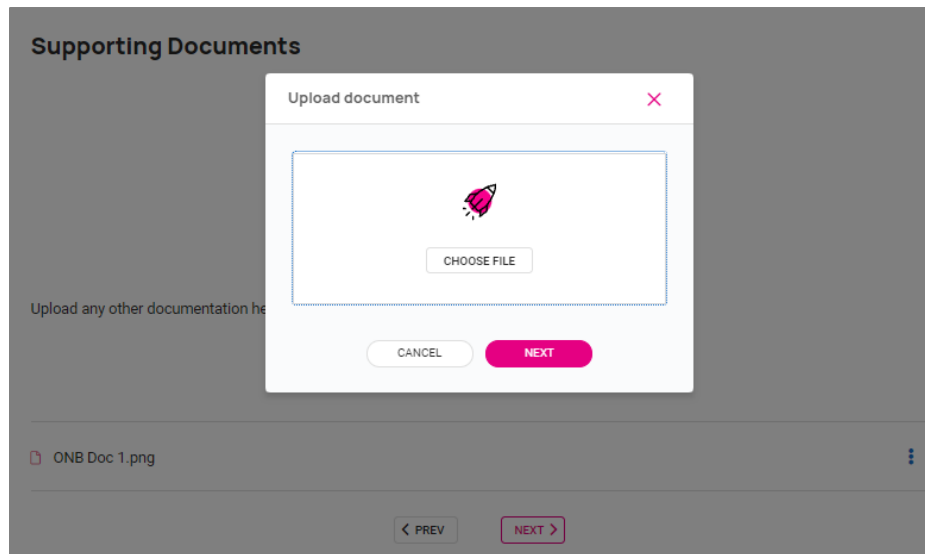 Supporting Documents
Upload document
CHOOSE FILE
Upload any other documentation he
CANCEL
NEXT
ONB Doc 1.png
PREV
NEXT